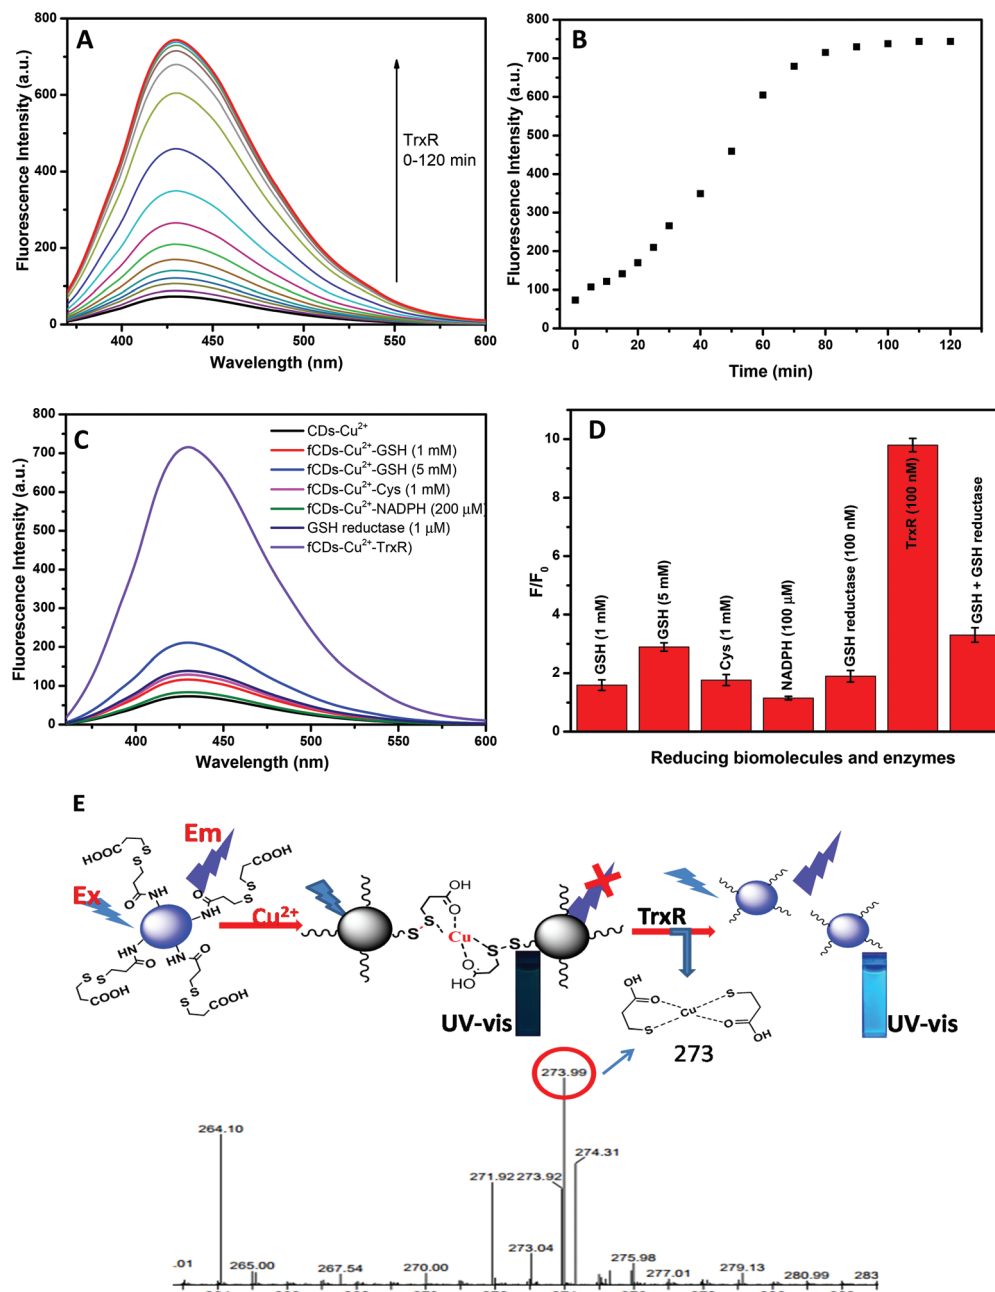 A
Fluorescence Intensity (a.u.)
800
700
600
500
400
300
200
100
0
TrxR
0-120 min
400 450 500 550 600
Wavelength (nm)
B
Fluorescence Intensity (a.u.)
800
700
600
500
400
300
200
100
0
0 20 40 60 80 100 120
Time (min)
C
Fluorescence Intensity (a.u.)
800
700
600
500
400
300
200
100
0
CDs-Cu²⁺
fCDs-Cu²⁺-GSH (1 mM)
fCDs-Cu²⁺-GSH (5 mM)
fCDs-Cu²⁺-Cys (1 mM)
fCDs-Cu²⁺-NADPH (200 μM)
GSH reductase (1 μM)
fCDs-Cu²⁺-TrxR)
400 450 500 550 600
Wavelength (nm)
D
F/F₀
10
8
6
4
2
0
GSH (1 mM)
GSH (5 mM)
Cys (1 mM)
NADPH (100 μM)
GSH reductase (100 nM)
TrxR (100 nM)
GSH + GSH reductase
Reducing biomolecules and enzymes
E
Em
Ex
HOOC S S O NH
COOH S S O NH
HN O S S COOH
HN O S S COOH
Cu²⁺
S S OH O Cu O HO S S
UV-vis
TrxR
OH O S Cu S O OH
273
UV-vis
273.99
264.10
274.31
271.92 273.92
273.04
275.98
.01 265.00 267.54 270.00 277.01 279.13 280.99 283